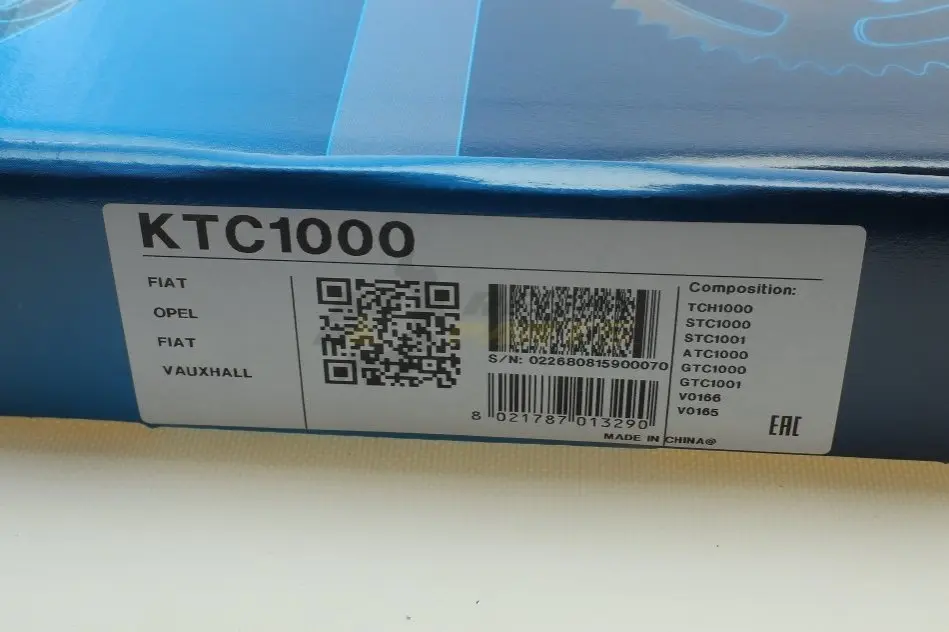 KTC1000
FIAT
OPEL
FIAT
VAUXHALL
S/N: 022680815900070
8 021787 013290
MADE IN CHINA@
Composition:
TCH1000
STC1000
STC1001
ATC1000
GTC1000
GTC1001
V0166
V0165
EAC